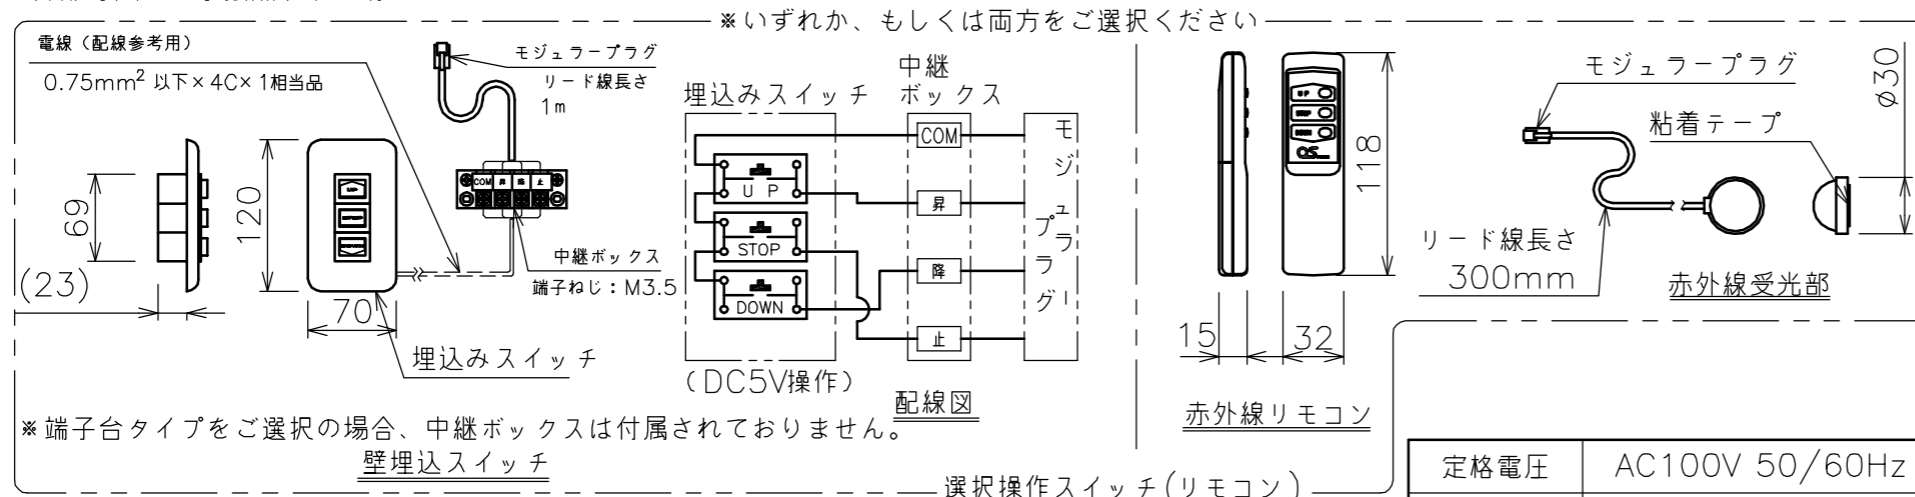 ※いずれか、もしくは両方をご選択ください
電線（配線参考用）
0.75mm² 以下×4C×1相当品
モジュラープラグ
リード線長さ
1m
69
(23)
120
70
埋込みスイッチ
COM 昇 降 止
中継ボックス
端子ねじ：M3.5
埋込みスイッチ
中継
ボックス
モジュラープラグ
UP
STOP
DOWN
COM
昇
降
止
(DC5V操作)
配線図
※端子台タイプをご選択の場合、中継ボックスは付属されておりません。
壁埋込スイッチ
UP
STOP
DOWN
OS
118
15
32
赤外線リモコン
モジュラープラグ
粘着テープ
ø30
リード線長さ
300mm
赤外線受光部
選択操作スイッチ(リモコン)
定格電圧
AC100V 50/60Hz